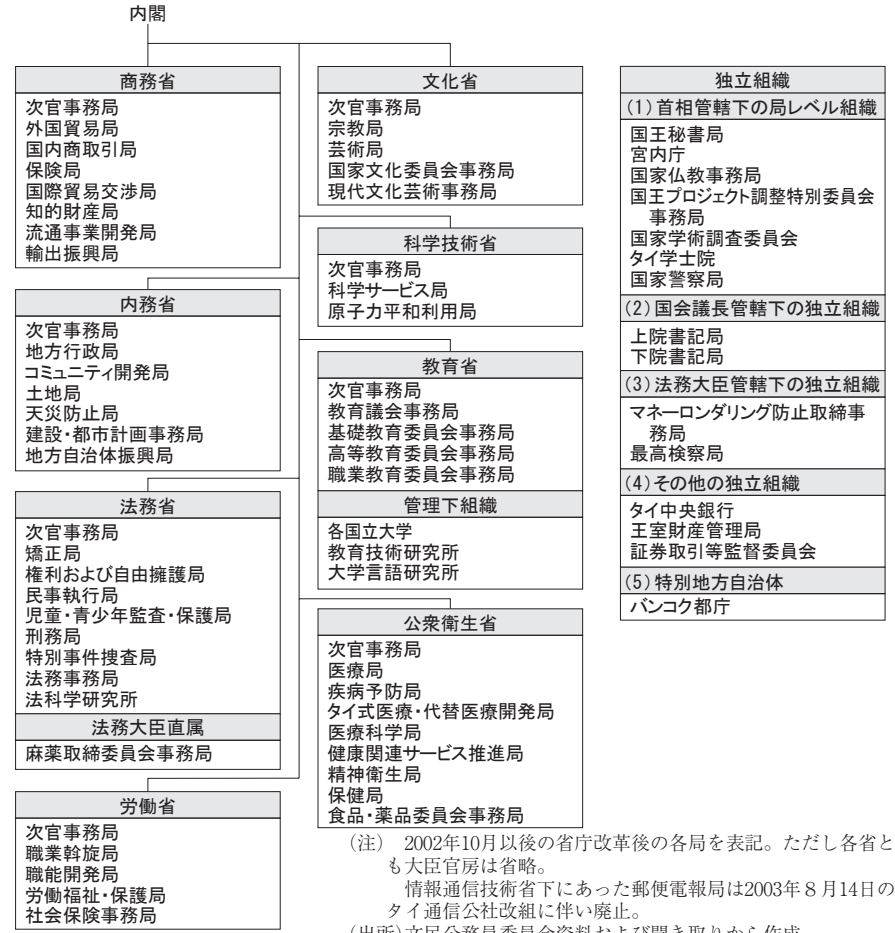 内閣
商務省
次官事務局
外国貿易局
国内商取引局
保険局
国際貿易交渉局
知的財産局
流通事業開発局
輸出振興局
内務省
次官事務局
地方行政局
コミュニティ開発局
土地局
天災防止局
建設・都市計画事務局
地方自治体振興局
法務省
次官事務局
矯正局
権利および自由擁護局
民事執行局
児童・青少年監査・保護局
刑務局
特別事件捜査局
法務事務局
法科学研究所
法務大臣直属
麻薬取締委員会事務局
労働省
次官事務局
職業斡旋局
職能開発局
労働福祉・保護局
社会保険事務局
文化省
次官事務局
宗教局
芸術局
国家文化委員会事務局
現代文化芸術事務局
科学技術省
次官事務局
科学サービス局
原子力平和利用局
教育省
次官事務局
教育議会事務局
基礎教育委員会事務局
高等教育委員会事務局
職業教育委員会事務局
管理下組織
各国立大学
教育技術研究所
大学言語研究所
公衆衛生省
次官事務局
医療局
疾病予防局
タイ式医療・代替医療開発局
医療科学局
健康関連サービス推進局
精神衛生局
保健局
食品・薬品委員会事務局
独立組織
(1)首相管轄下の局レベル組織
国王秘書局
宮内庁
国家仏教事務局
国王プロジェクト調整特別委員会
事務局
国家学術調査委員会
タイ学士院
国家警察局
(2)国会議長管轄下の独立組織
上院書記局
下院書記局
(3)法務大臣管轄下の独立組織
マネーロンダリング防止取締事
務局
最高検察局
(4)その他の独立組織
タイ中央銀行
王室財産管理局
証券取引等監督委員会
(5)特別地方自治体
バンコク都庁
(注) 2002年10月以後の省庁改革後の各局を表記。ただし各省と
も大臣官房は省略。
情報通信技術省下にあった郵便電報局は2003年8月14日の
タイ通信公社改組に伴い廃止。
(出所)文民公務員委員会資料および聞き取りから作成